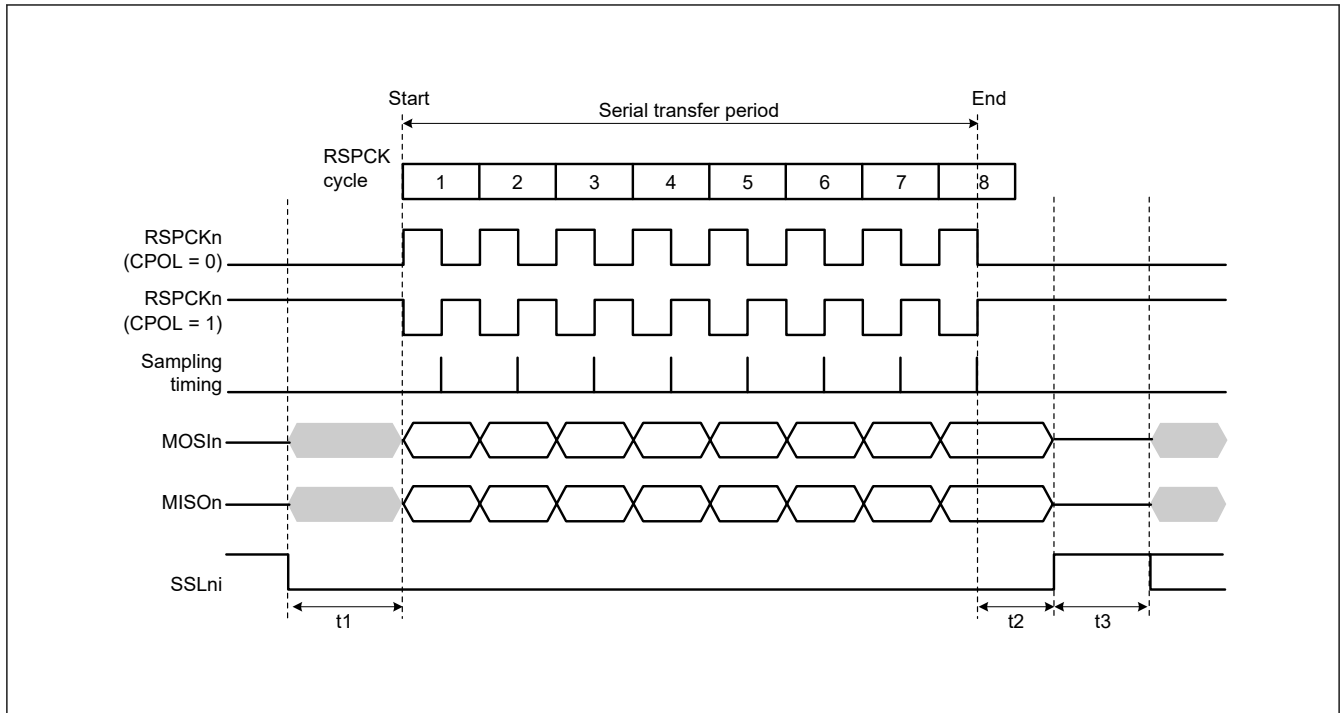 Start
End
Serial transfer period
RSPCK
cycle
1 2 3 4 5 6 7 8
RSPCKn
(CPOL = 0)
RSPCKn
(CPOL = 1)
Sampling
timing
MOSIn
MISOn
SSLni
t1
t2
t3